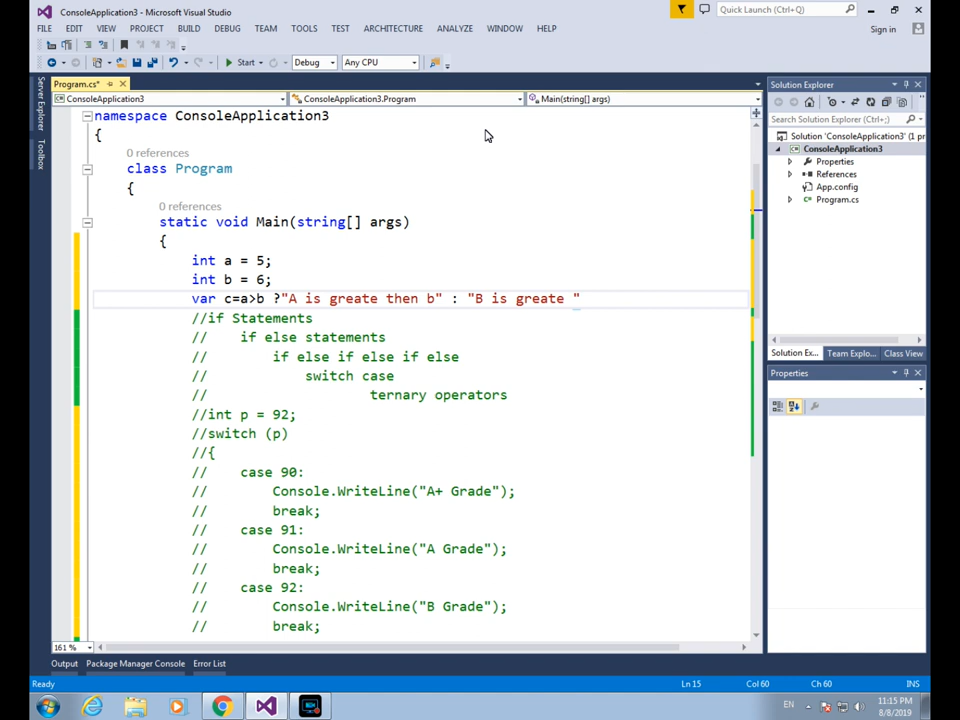 ConsoleApplication3 - Microsoft Visual Studio
Quick Launch (Ctrl+Q)
FILE EDIT VIEW PROJECT BUILD DEBUG TEAM TOOLS TEST ARCHITECTURE ANALYZE WINDOW HELP
Sign in
Start Debug Any CPU
Program.cs*
ConsoleApplication3 ConsoleApplication3.Program Main(string[] args)
Server Explorer
Toolbox
namespace ConsoleApplication3
{
0 references
class Program
{
0 references
static void Main(string[] args)
{
int a = 5;
int b = 6;
var c=a>b ?"A is greate then b" : "B is greate "
//if Statements
// if else statements
// if else if else if else
// switch case
// ternary operators
//int p = 92;
//switch (p)
//{
// case 90:
// Console.WriteLine("A+ Grade");
// break;
// case 91:
// Console.WriteLine("A Grade");
// break;
// case 92:
// Console.WriteLine("B Grade");
// break;
161 %
Solution Explorer
Search Solution Explorer (Ctrl+;)
Solution 'ConsoleApplication3' (1 pr
ConsoleApplication3
Properties
References
App.config
Program.cs
Solution Ex... Team Explo... Class View
Properties
Output Package Manager Console Error List
Ready Ln 15 Col 60 Ch 60 INS
EN 11:15 PM
8/8/2019